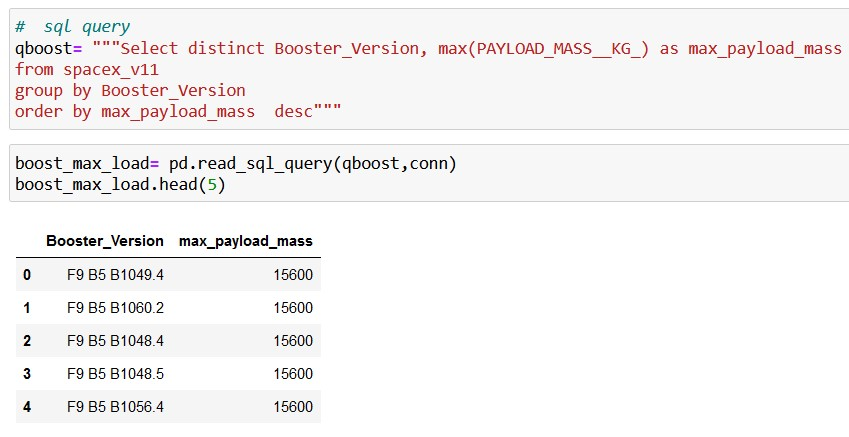 #  sql query
qboost= """Select distinct Booster_Version, max(PAYLOAD_MASS__KG_) as max_payload_mass
from spacex_v11
group by Booster_Version
order by max_payload_mass  desc"""
boost_max_load= pd.read_sql_query(qboost,conn)
boost_max_load.head(5)
Booster_Version max_payload_mass
0 F9 B5 B1049.4 15600
1 F9 B5 B1060.2 15600
2 F9 B5 B1048.4 15600
3 F9 B5 B1048.5 15600
4 F9 B5 B1056.4 15600